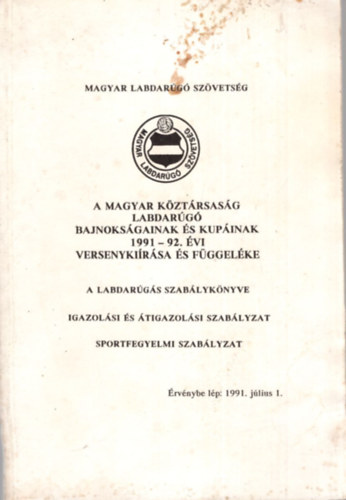 MAGYAR LABDARÚGÓ SZÖVETSÉG
MAGYAR LABDARÚGÓ SZÖVETSÉG
A MAGYAR KÖZTÁRSASÁG
LABDARÚGÓ
BAJNOKSÁGAINAK ÉS KUPÁINAK
1991 – 92. ÉVI
VERSENYKIÍRÁSA ÉS FÜGGELÉKE
A LABDARÚGÁS SZABÁLYKÖNYVE
IGAZOLÁSI ÉS ÁTIGAZOLÁSI SZABÁLYZAT
SPORTFEGYELMI SZABÁLYZAT
Érvénybe lép: 1991. július 1.